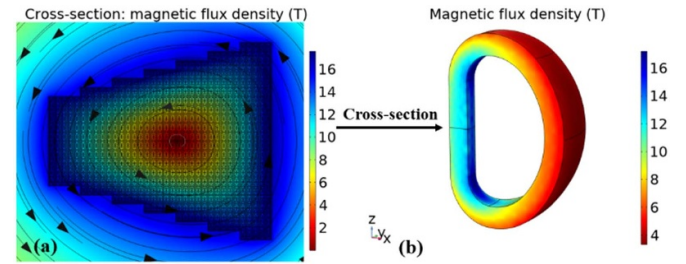 Cross-section: magnetic flux density (T)
16
14
12
10
8
6
4
2
(a)
Cross-section
Magnetic flux density (T)
16
14
12
10
8
6
4
z
y
x
(b)